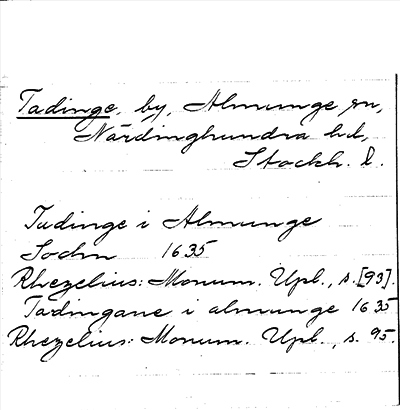 Tadinge, by, Almunge sn,
Närdinghundra hd,
Stockh. l.
Tudinge i Almunge
Sochn 1635
Rhezelius: Monum. Upl., s. [93].
Tadingane i almunge 1635
Rhezelius: Monum. Upl., s. 95.